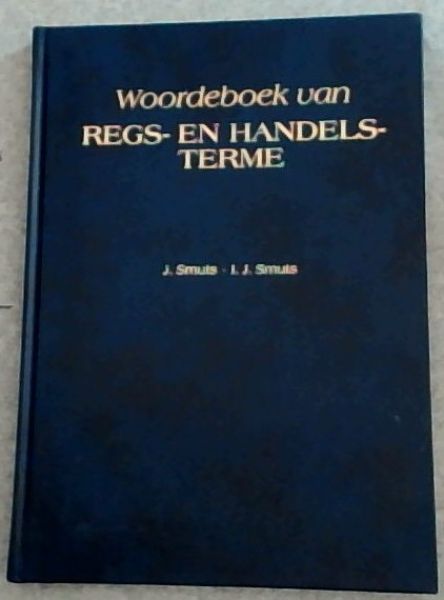 Woordeboek van
REGS- EN HANDELS-
TERME
J. Smuts - I. J. Smuts